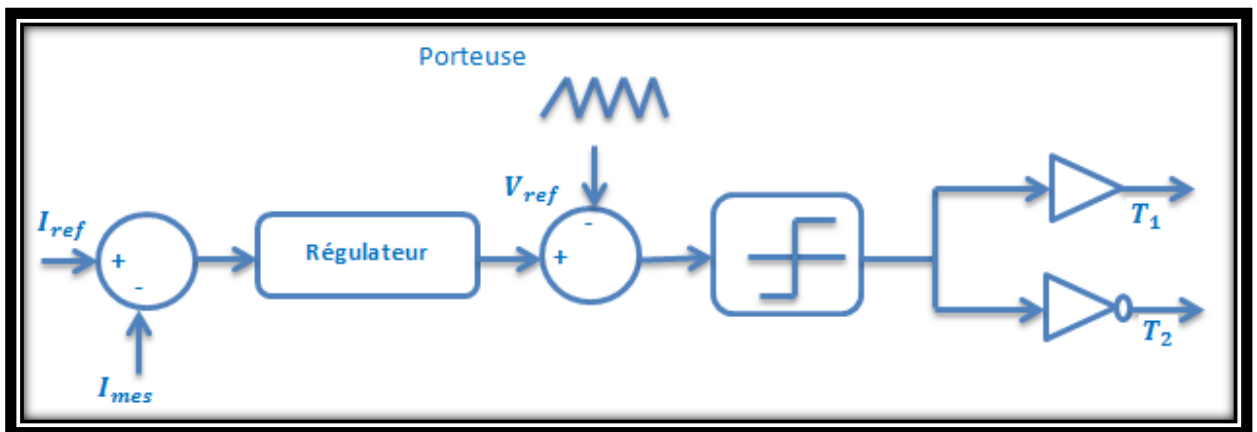 Porteuse
V_ref
I_ref
+
-
Régulateur
+
-
T_1
T_2
I_mes